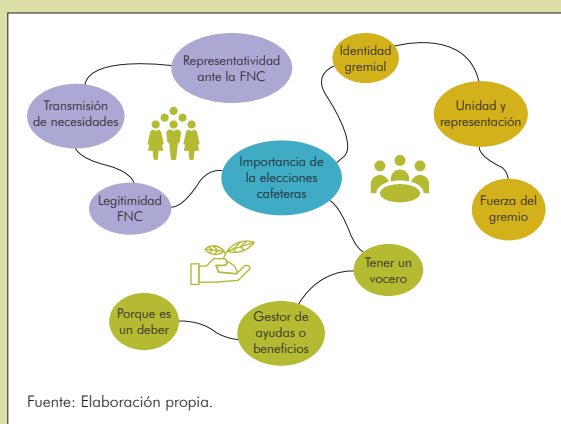 Representatividad
ante la FNC
Identidad
gremial
Transmisión
de necesidades
Unidad y
representación
Importancia de
la elecciones
cafeteras
Legitimidad
FNC
Fuerza del
gremio
Tener un
vocero
Porque es
un deber
Gestor de
ayudas o
beneficios
Fuente: Elaboración propia.